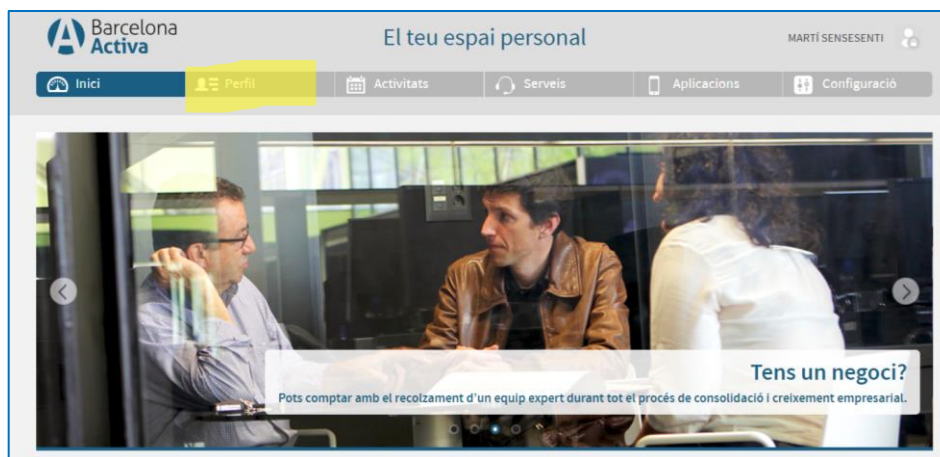 Barcelona
Activa
El teu espai personal
MARTÍ SENSESENTI
Inici
Perfil
Activitats
Serveis
Aplicacions
Configuració
Tens un negoci?
Pots comptar amb el recolzament d'un equip expert durant tot el procés de consolidació i creixement empresarial.